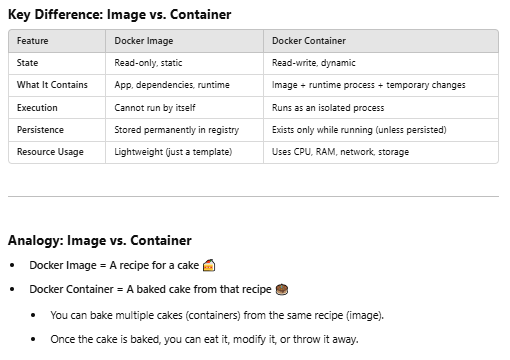 Key Difference: Image vs. Container
Feature Docker Image Docker Container
State Read-only, static Read-write, dynamic
What It Contains App, dependencies, runtime Image + runtime process + temporary changes
Execution Cannot run by itself Runs as an isolated process
Persistence Stored permanently in registry Exists only while running (unless persisted)
Resource Usage Lightweight (just a template) Uses CPU, RAM, network, storage
Analogy: Image vs. Container
• Docker Image = A recipe for a cake 🍰
• Docker Container = A baked cake from that recipe 🎂
• You can bake multiple cakes (containers) from the same recipe (image).
• Once the cake is baked, you can eat it, modify it, or throw it away.